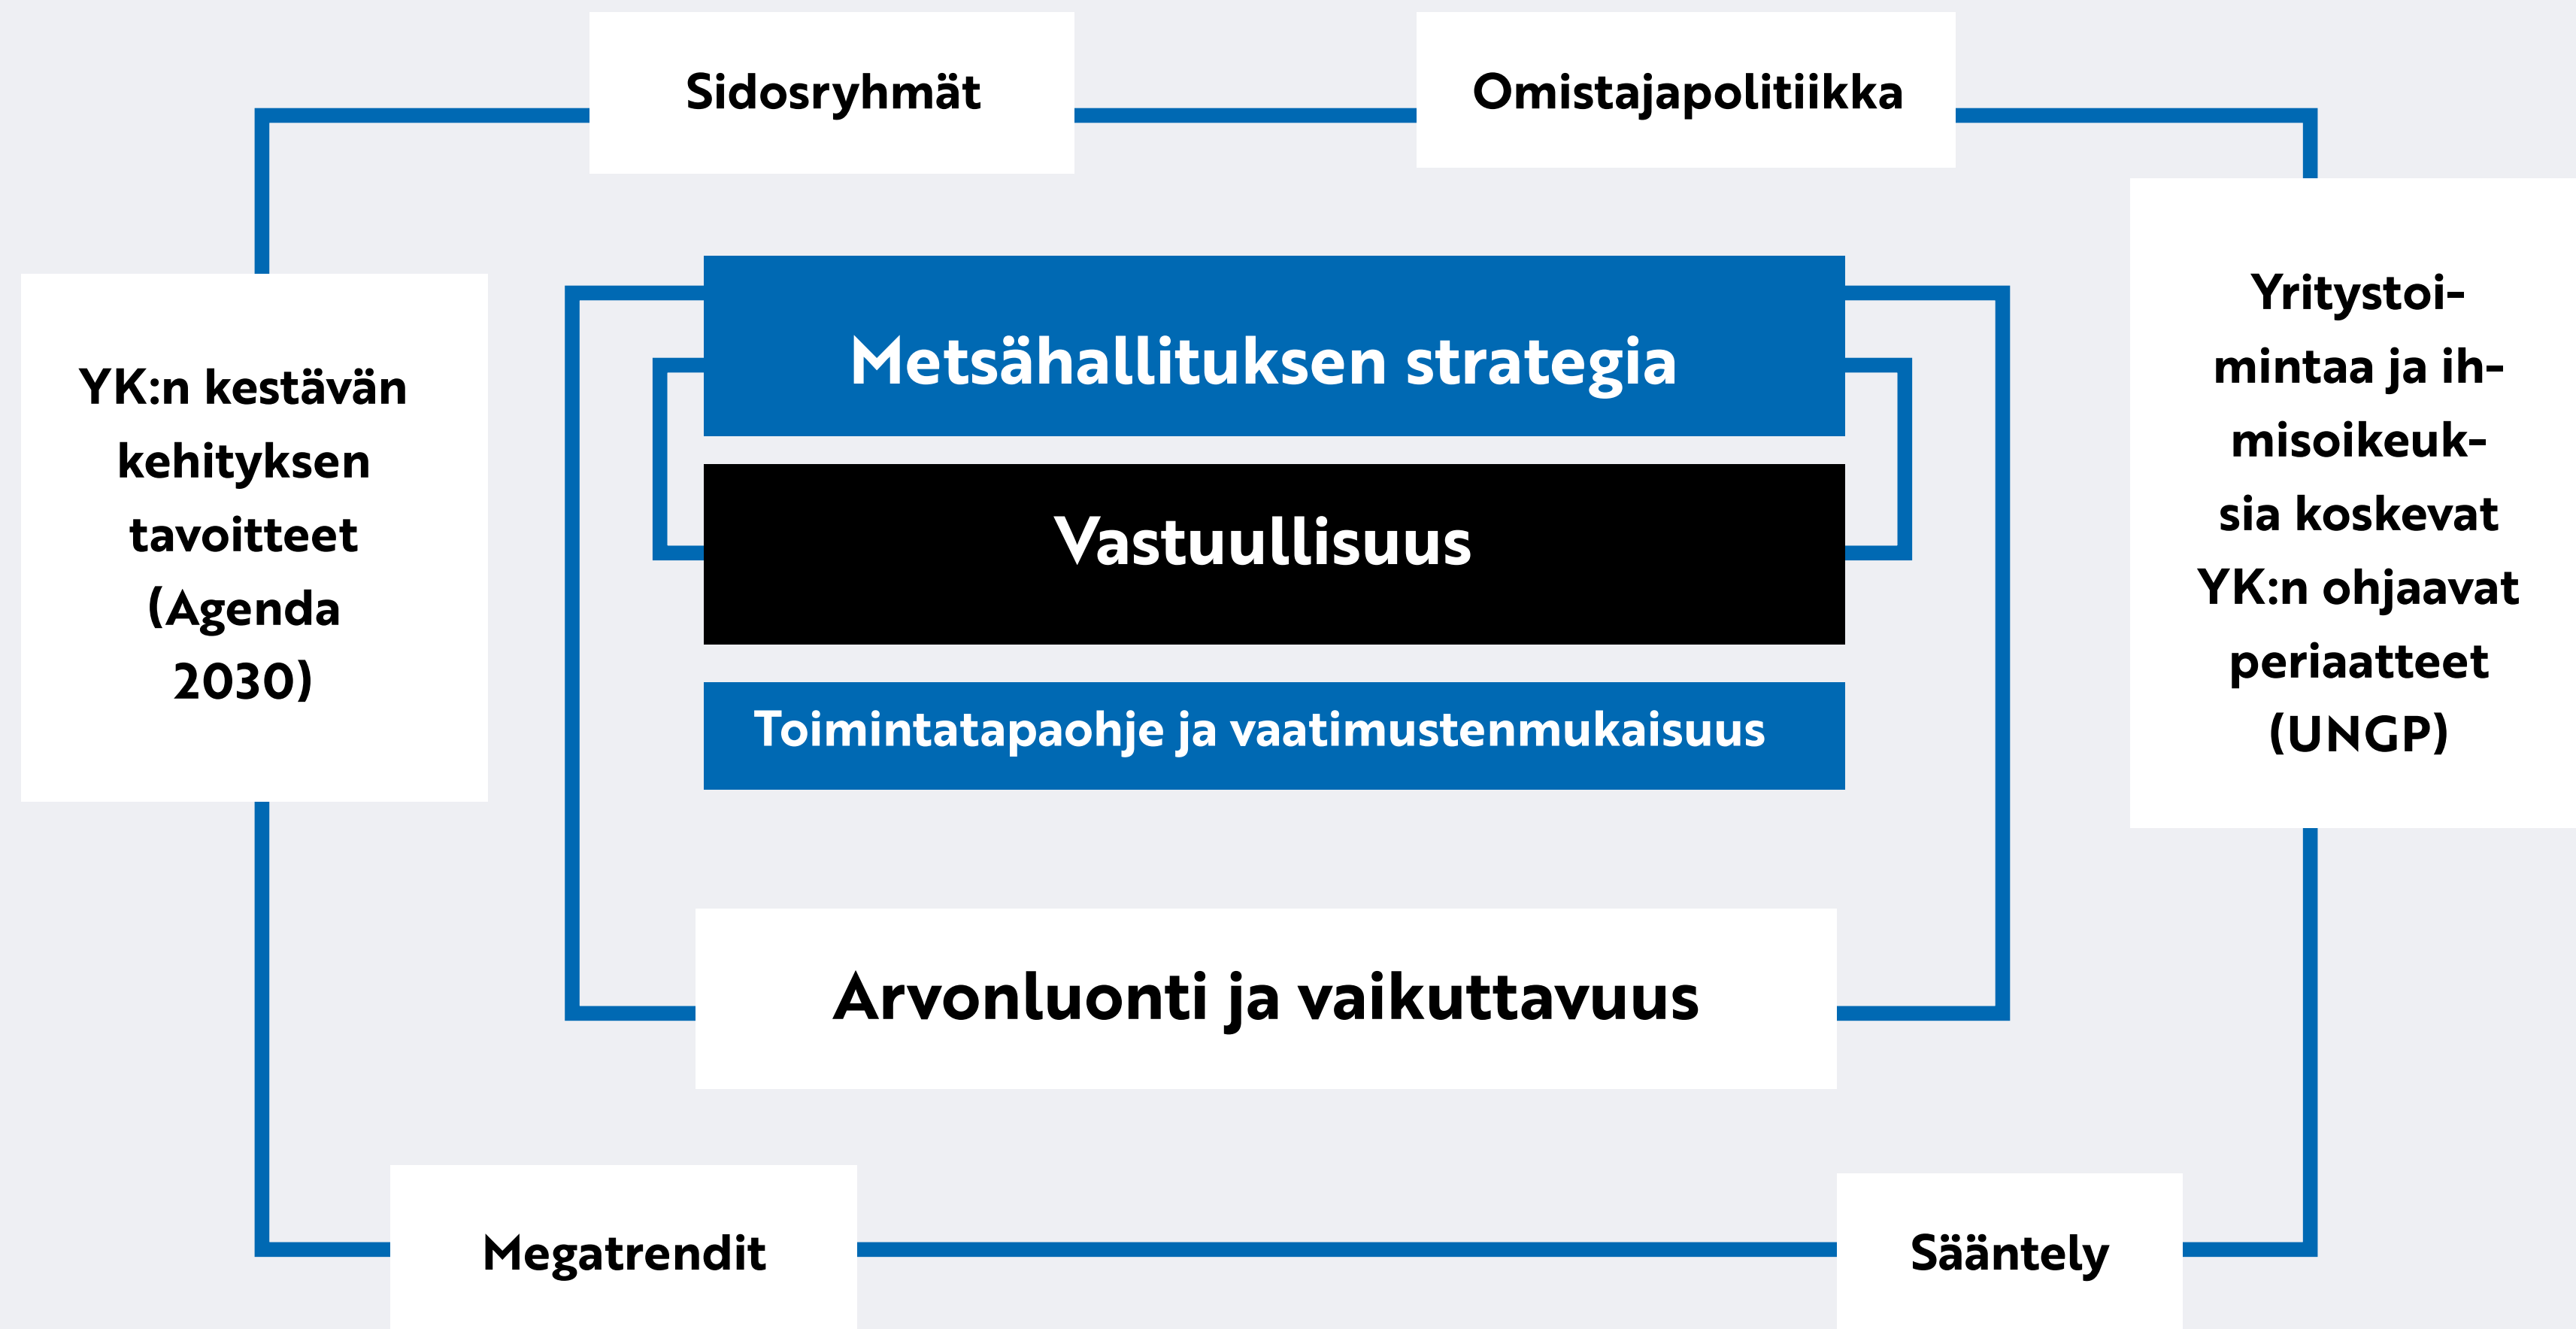 Sidosryhmät
Omistajapolitiikka
YK:n kestävän
kehityksen
tavoitteet
(Agenda
2030)
Metsähallituksen strategia
Vastuullisuus
Toimintatapaohje ja vaatimustenmukaisuus
Arvonluonti ja vaikuttavuus
Yritystoi-
mintaa ja ih-
misoikeuk-
sia koskevat
YK:n ohjaavat
periaatteet
(UNGP)
Megatrendit
Sääntely